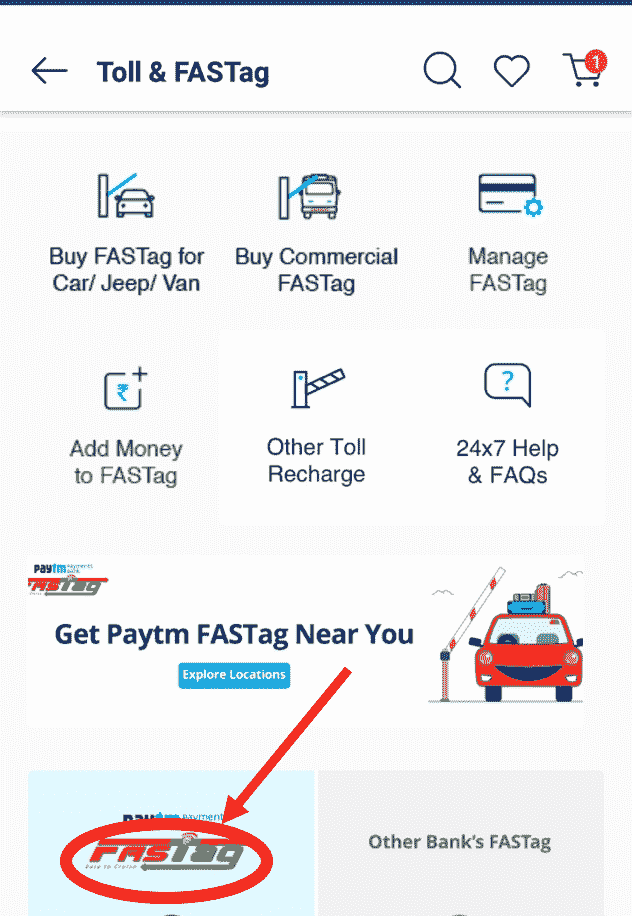 Toll & FASTag
1
Buy FASTag for
Car/ Jeep/ Van
Buy Commercial
FASTag
Manage
FASTag
₹
Add Money
to FASTag
Other Toll
Recharge
?
24x7 Help
& FAQs
Paytm Payments
BANK
FASTag
Get Paytm FASTag Near You
Explore Locations
Paytm Payments
FASTag
Other Bank's FASTag